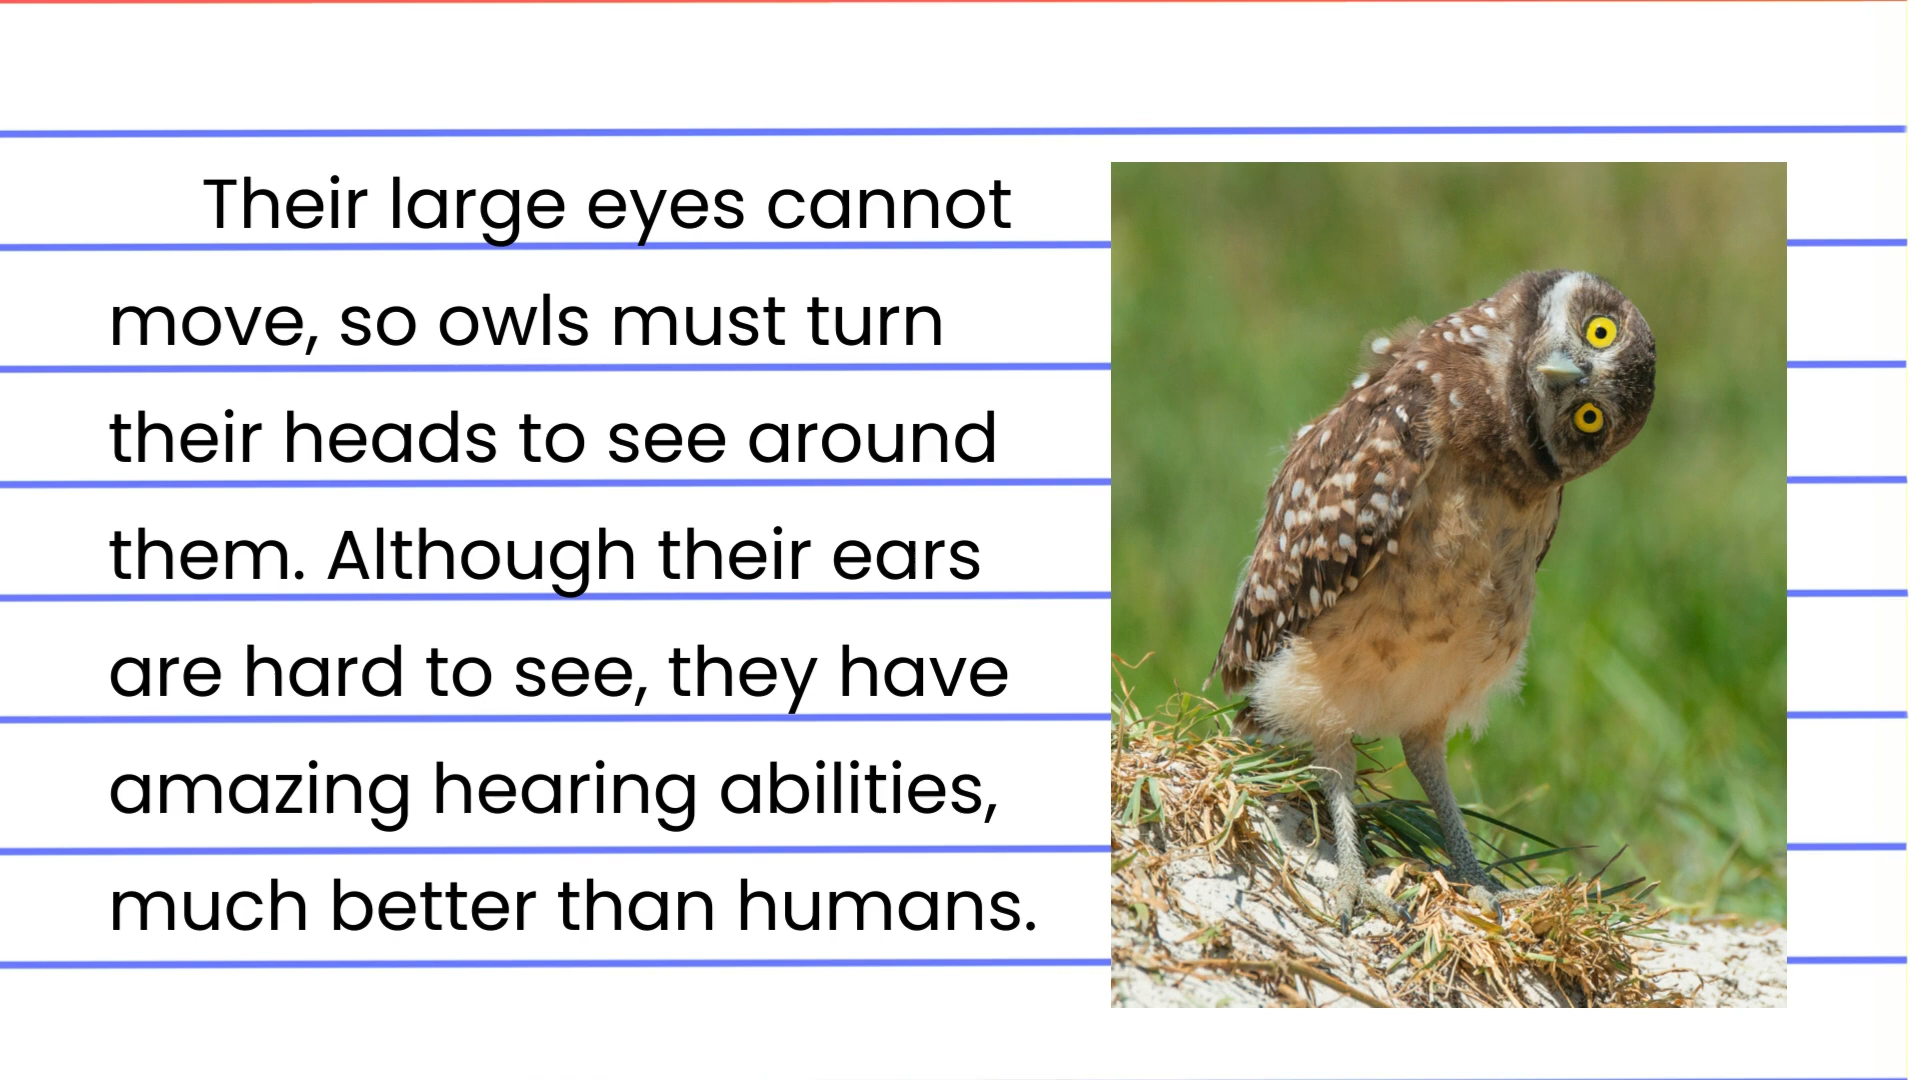 Their large eyes cannot
move, so owls must turn
their heads to see around
them. Although their ears
are hard to see, they have
amazing hearing abilities,
much better than humans.